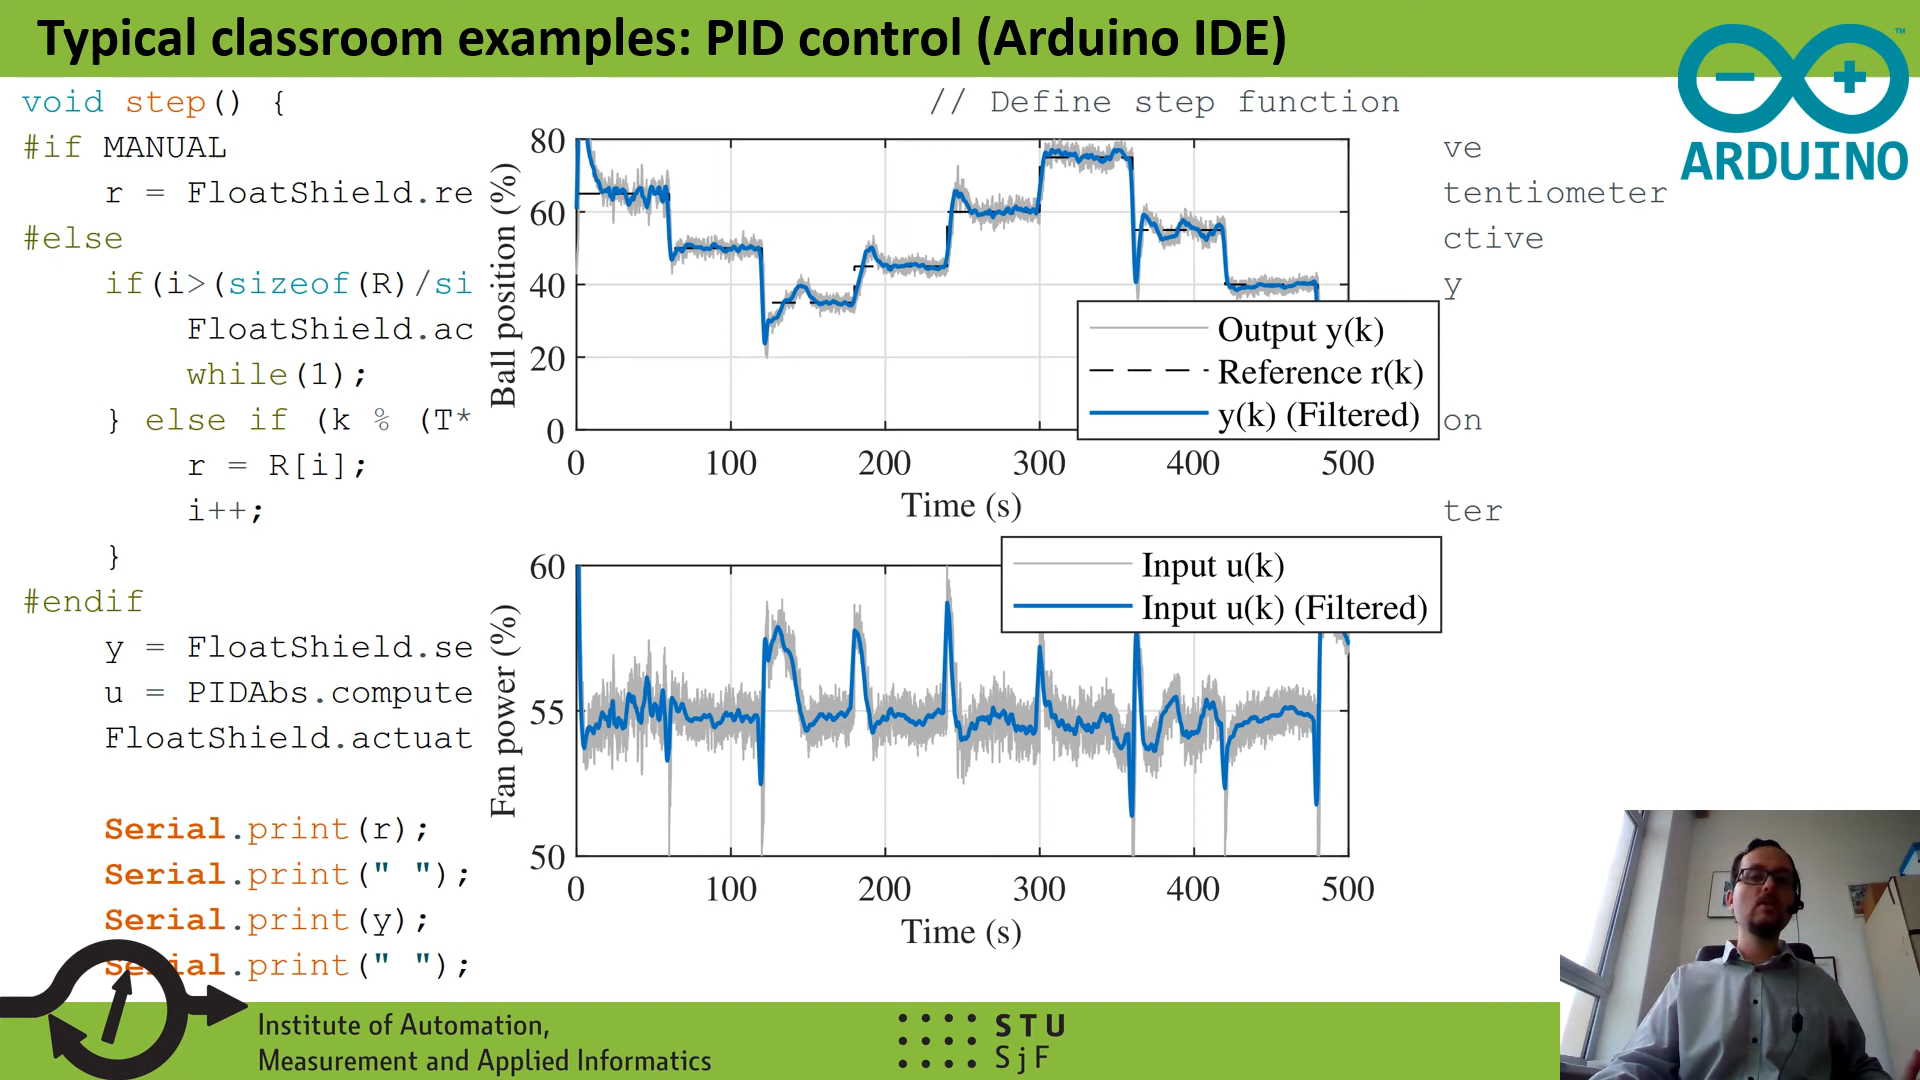 Typical classroom examples: PID control (Arduino IDE)
ARDUINO
TM
void step() {
// Define step function
#if MANUAL
ve
r = FloatShield.re
tentiometer
#else
ctive
if(i>(sizeof(R)/si
y
FloatShield.ac
while(1);
} else if (k % (T*
on
r = R[i];
i++;
ter
}
#endif
y = FloatShield.se
u = PIDAbs.compute
FloatShield.actuat
Serial.print(r);
Serial.print(" ");
Serial.print(y);
Serial.print(" ");
Ball position (%)
80
60
40
20
0
0 100 200 300 400 500
Time (s)
Output y(k)
Reference r(k)
y(k) (Filtered)
Fan power (%)
60
55
50
0 100 200 300 400 500
Time (s)
Input u(k)
Input u(k) (Filtered)
Institute of Automation,
Measurement and Applied Informatics
STU
SjF